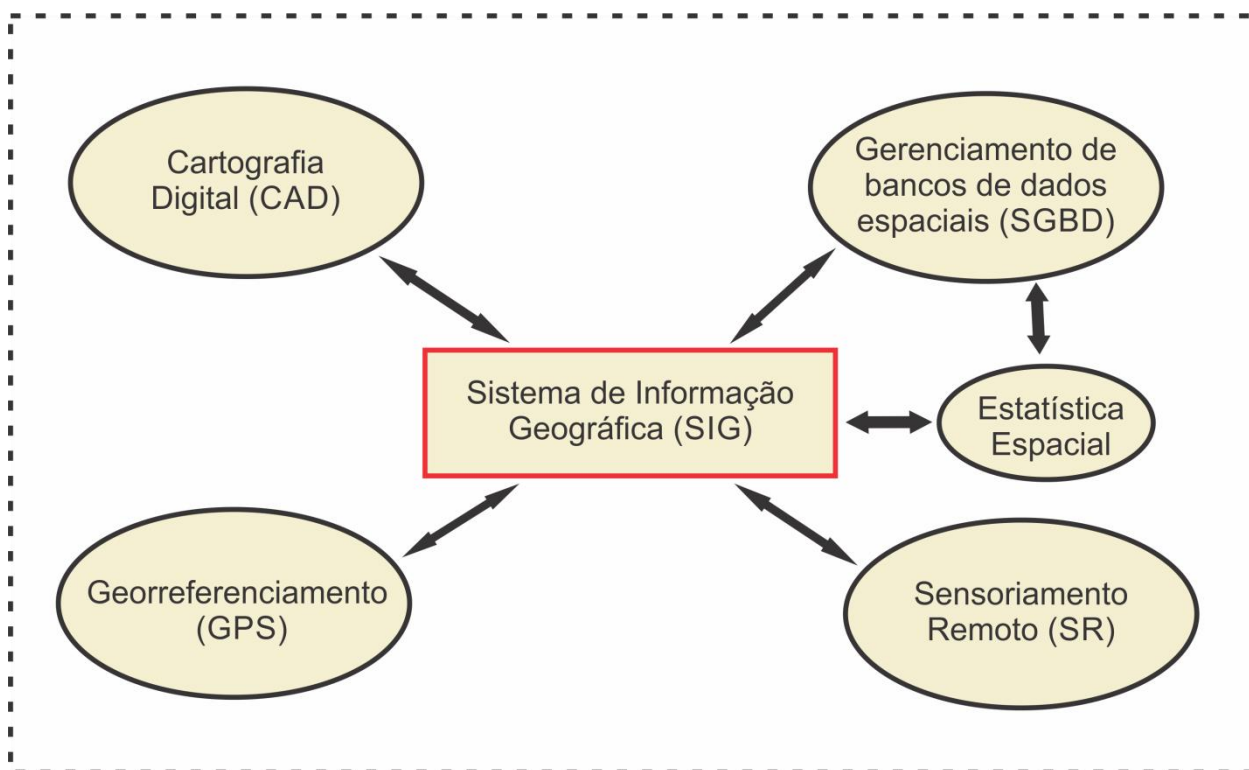 Cartografia
Digital (CAD)
Gerenciamento de
bancos de dados
espaciais (SGBD)
Sistema de Informação
Geográfica (SIG)
Estatística
Espacial
Georreferenciamento
(GPS)
Sensoriamento
Remoto (SR)